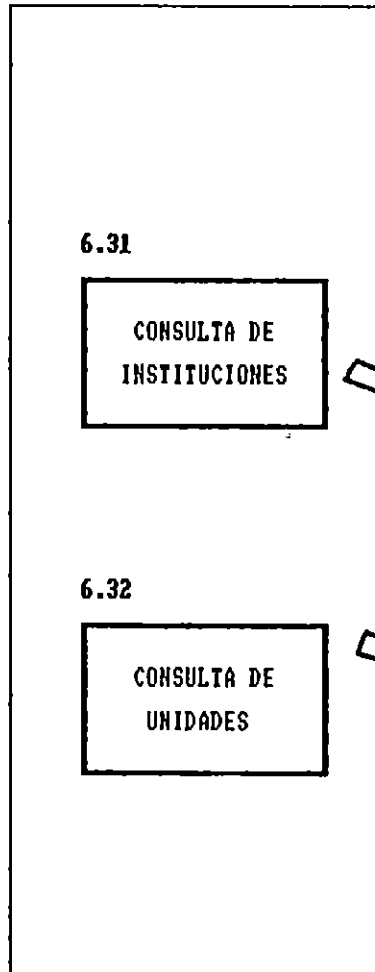 6.31
CONSULTA DE
INSTITUCIONES
6.32
CONSULTA DE
UNIDADES